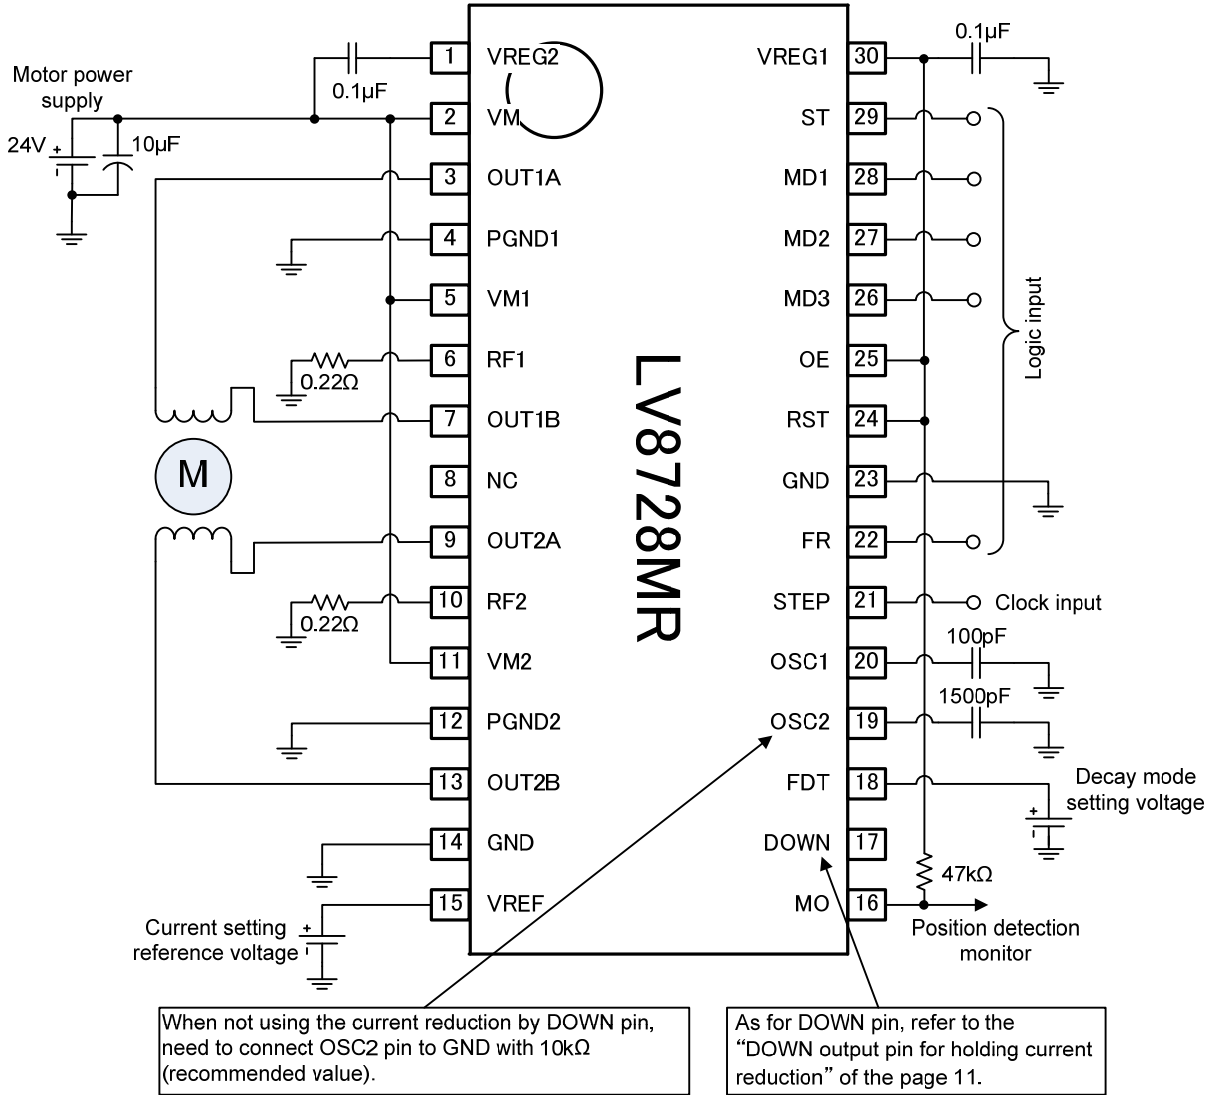 Motor power
supply
24V
+
-
10µF
0.1µF
1 VREG2
2 VM
3 OUT1A
4 PGND1
5 VM1
6 RF1
0.22Ω
7 OUT1B
8 NC
M
9 OUT2A
10 RF2
0.22Ω
11 VM2
12 PGND2
13 OUT2B
14 GND
15 VREF
Current setting
reference voltage
+
-
LV8728MR
VREG1 30
0.1µF
ST 29
MD1 28
MD2 27
MD3 26
OE 25
RST 24
GND 23
FR 22
Logic input
STEP 21
Clock input
OSC1 20
100pF
OSC2 19
1500pF
FDT 18
Decay mode
setting voltage
+
-
DOWN 17
47kΩ
MO 16
Position detection
monitor
When not using the current reduction by DOWN pin,
need to connect OSC2 pin to GND with 10kΩ
(recommended value).
As for DOWN pin, refer to the
“DOWN output pin for holding current
reduction” of the page 11.